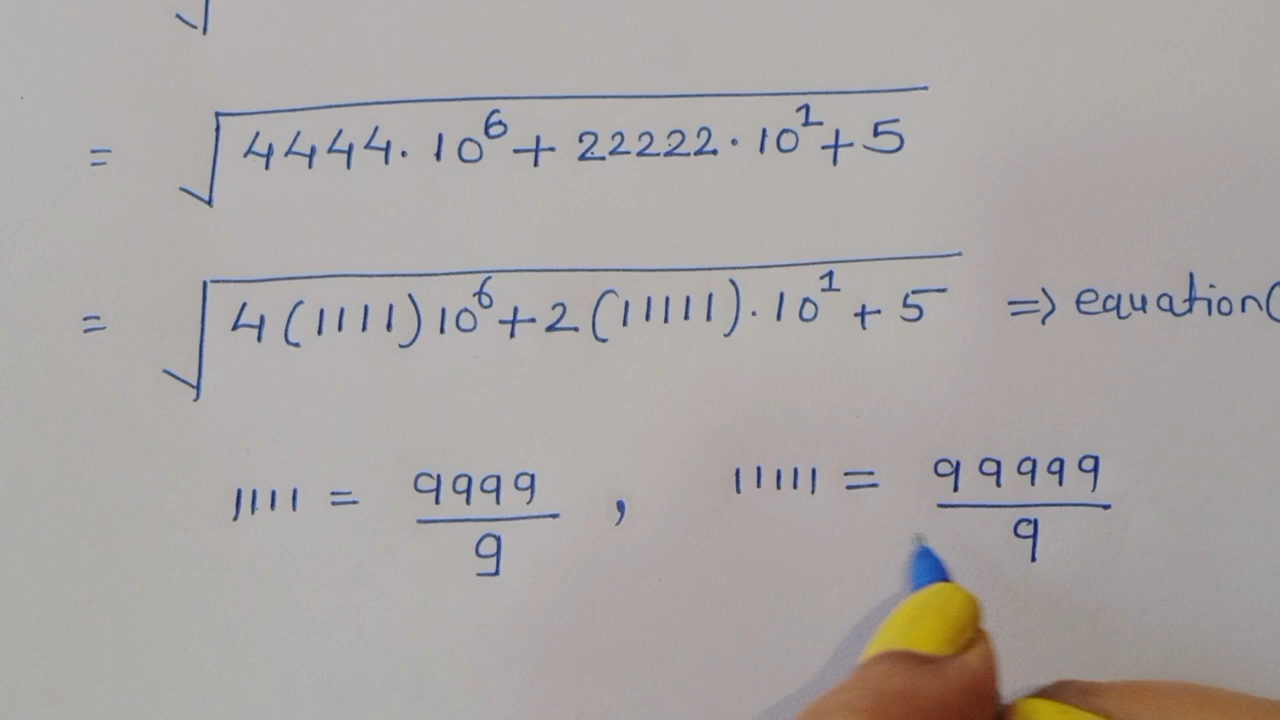 = √4444·10⁶ + 22222·10¹ + 5
= √4(1111)10⁶ + 2(11111)·10¹ + 5 ⇒ equation(
1111 = 9999/9 , 11111 = 99999/9